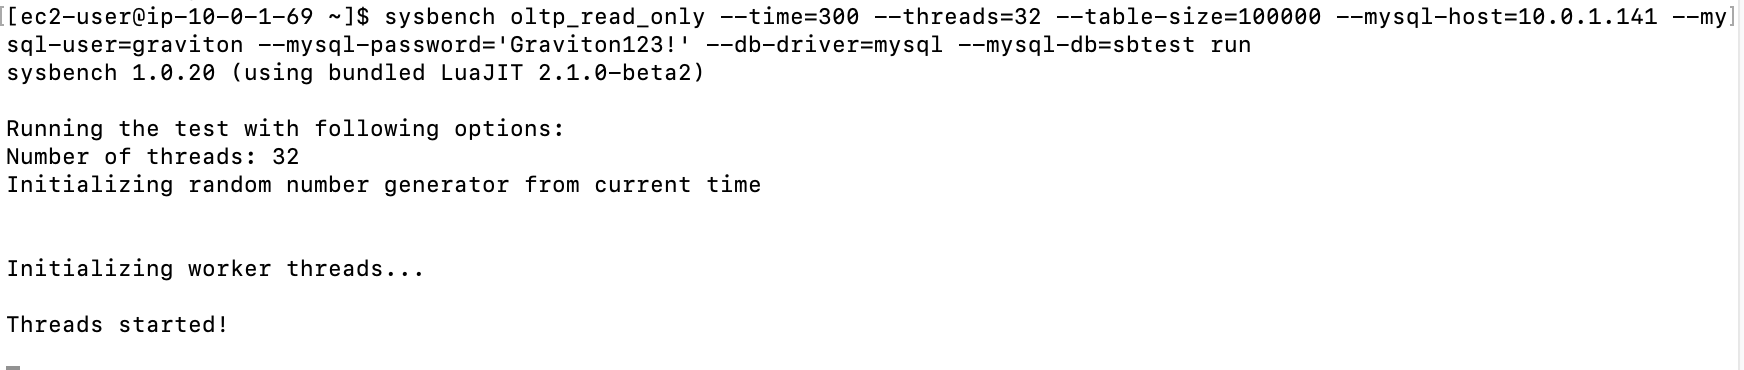 [[ec2-user@ip-10-0-1-69 ~]$ sysbench oltp_read_only --time=300 --threads=32 --table-size=100000 --mysql-host=10.0.1.141 --my]
sql-user=graviton --mysql-password='Graviton123!' --db-driver=mysql --mysql-db=sbtest run
sysbench 1.0.20 (using bundled LuaJIT 2.1.0-beta2)
Running the test with following options:
Number of threads: 32
Initializing random number generator from current time
Initializing worker threads...
Threads started!